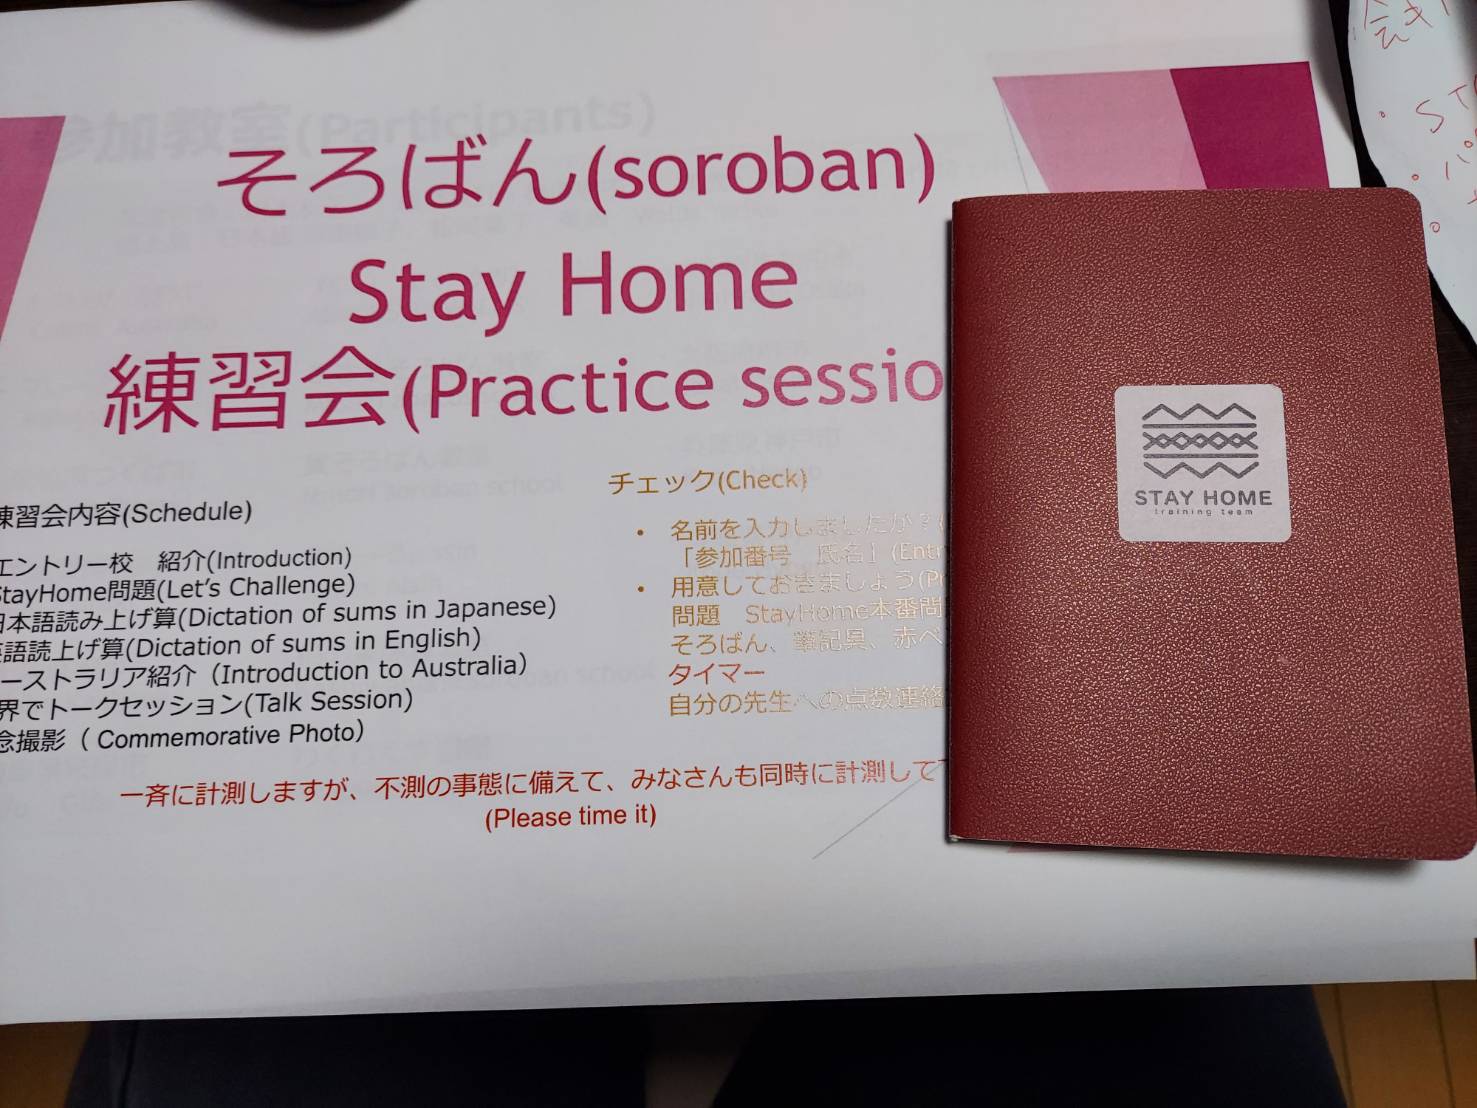 そろばん(soroban)
Stay Home
練習会(Practice sessio
練習会内容(Schedule)
エントリー校　紹介(Introduction)
StayHome問題(Let's Challenge)
日本語読み上げ算(Dictation of sums in Japanese)
語読上げ算(Dictation of sums in English)
ーストラリア紹介（Introduction to Australia）
界でトークセッション(Talk Session)
念撮影（ Commemorative Photo）
チェック(Check)
• 名前を入力しましたか？(
「参加番号　氏名」(Entr
• 用意しておきましょう(Pr
問題　StayHome本番問
そろばん、筆記具、赤ペ
タイマー
自分の先生への点数連絡
一斉に計測しますが、不測の事態に備えて、みなさんも同時に計測して
(Please time it)
STAY HOME
training team
参加教室(Participants)